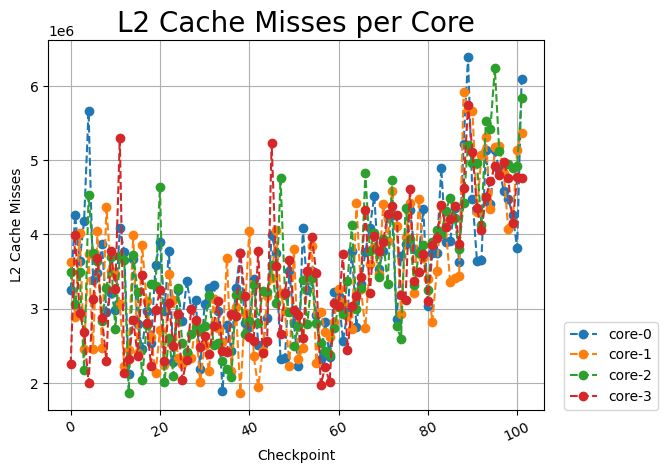 L2 Cache Misses per Core
1e6
6
5
4
3
2
L2 Cache Misses
0
20
40
60
80
100
Checkpoint
core-0
core-1
core-2
core-3